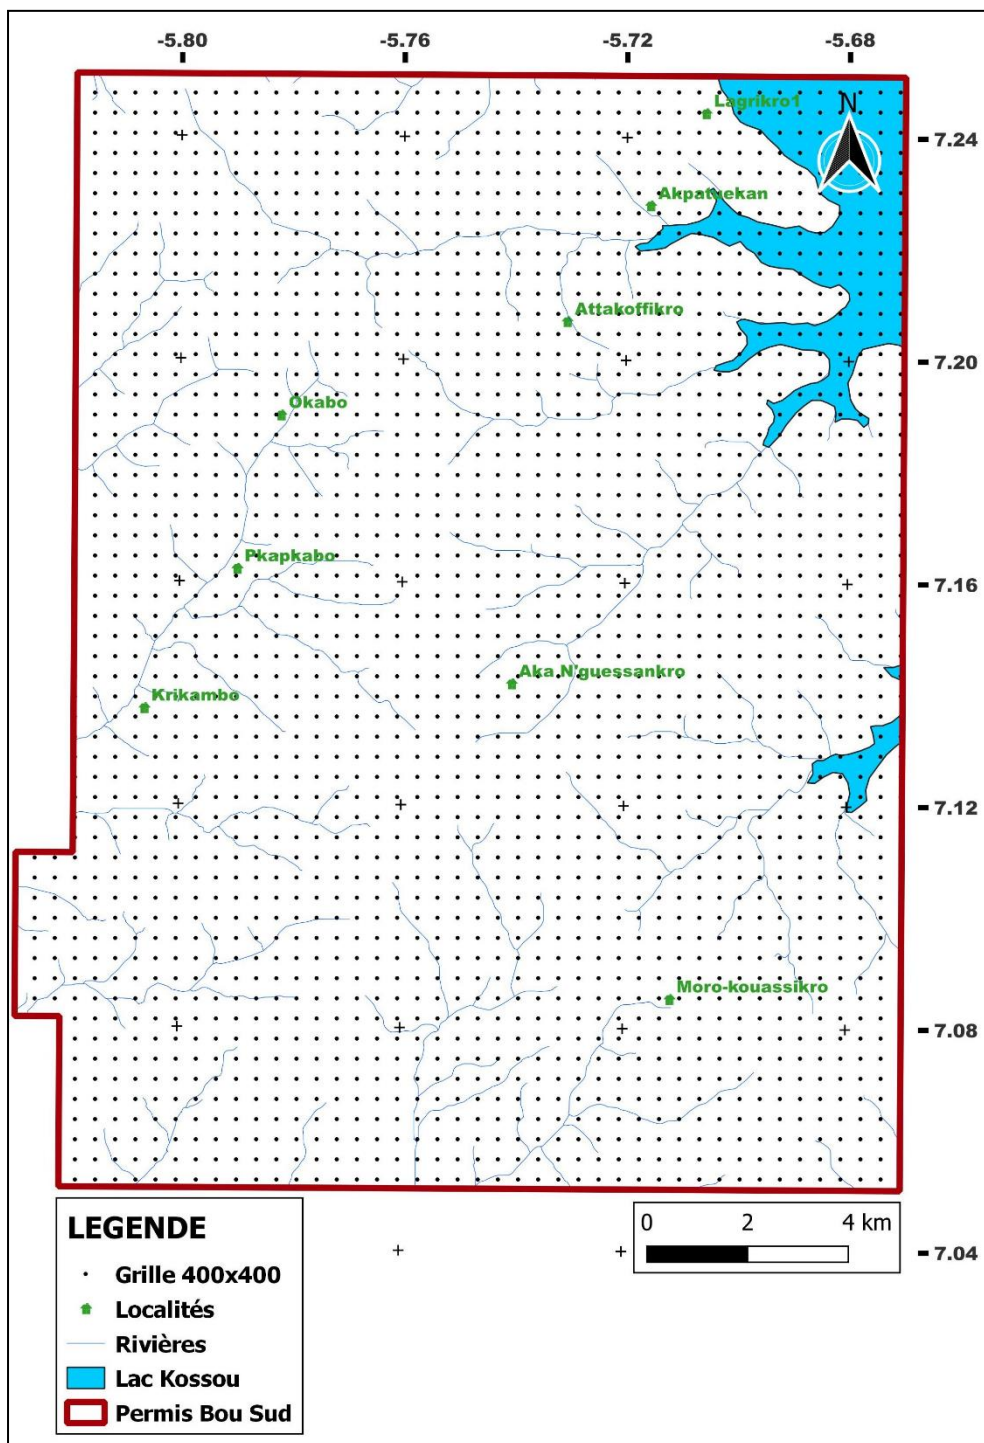 -5.80 -5.76 -5.72 -5.68
Lagrikro1
N
7.24
Akpatuekan
Attakoffikro
7.20
Okabo
Pkapkabo
7.16
Aka N'guessankro
Krikambo
7.12
Moro-kouassikro
7.08
LEGENDE
0 2 4 km
7.04
Grille 400x400
Localités
Rivières
Lac Kossou
Permis Bou Sud